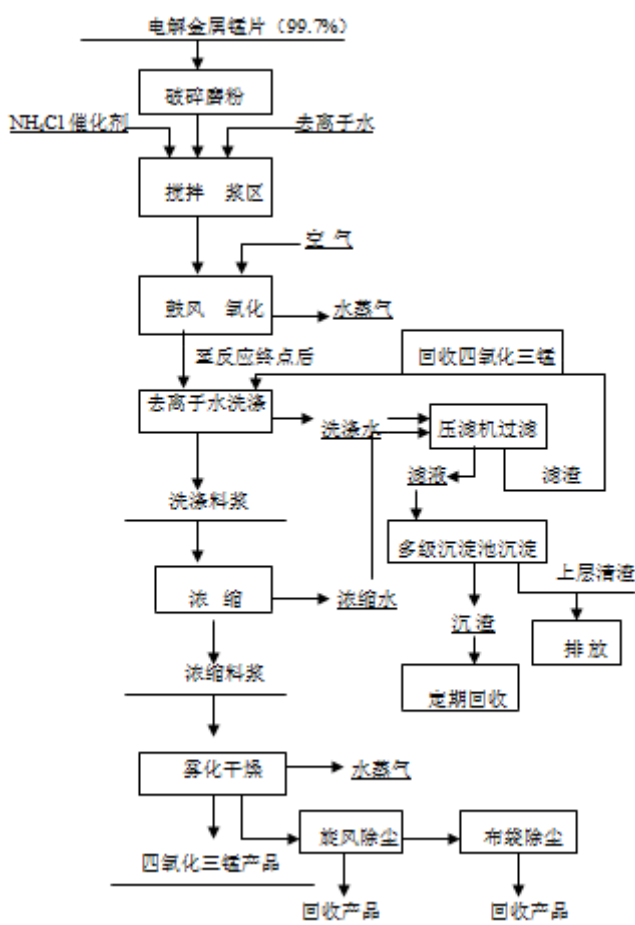 电解金属锰片（99.7%）
破碎磨粉
NH₄Cl 催化剂
去离子水
搅拌 浆区
空 气
鼓风 氧化
水蒸气
至反应终点后
回收四氧化三锰
去离子水洗涤
洗涤水
压滤机过滤
滤液
滤渣
洗涤料浆
多级沉淀池沉淀
上层清渣
浓 缩
浓缩水
沉 渣
排 放
浓缩料浆
定期回收
雾化干燥
水蒸气
旋风除尘
布袋除尘
四氧化三锰产品
回收产品
回收产品